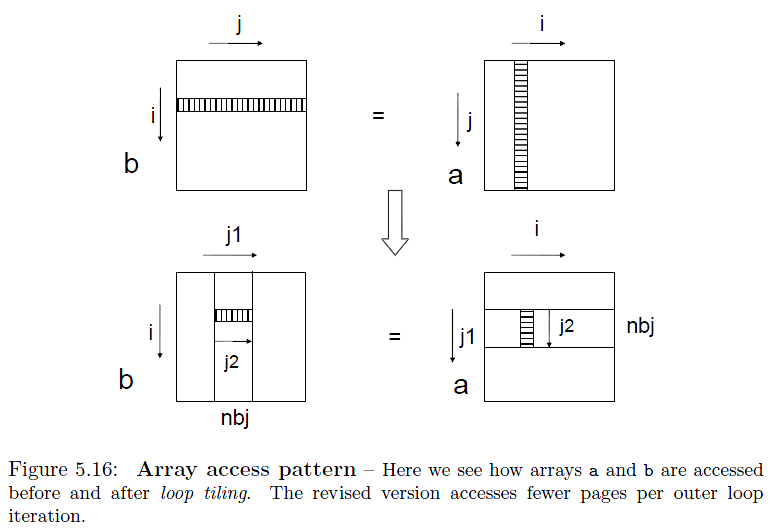 j
i
i
=
j
b
a
j1
i
i
j2
=
j1
j2
nbj
b
a
nbj
Figure 5.16: Array access pattern – Here we see how arrays a and b are accessed
before and after loop tiling. The revised version accesses fewer pages per outer loop
iteration.